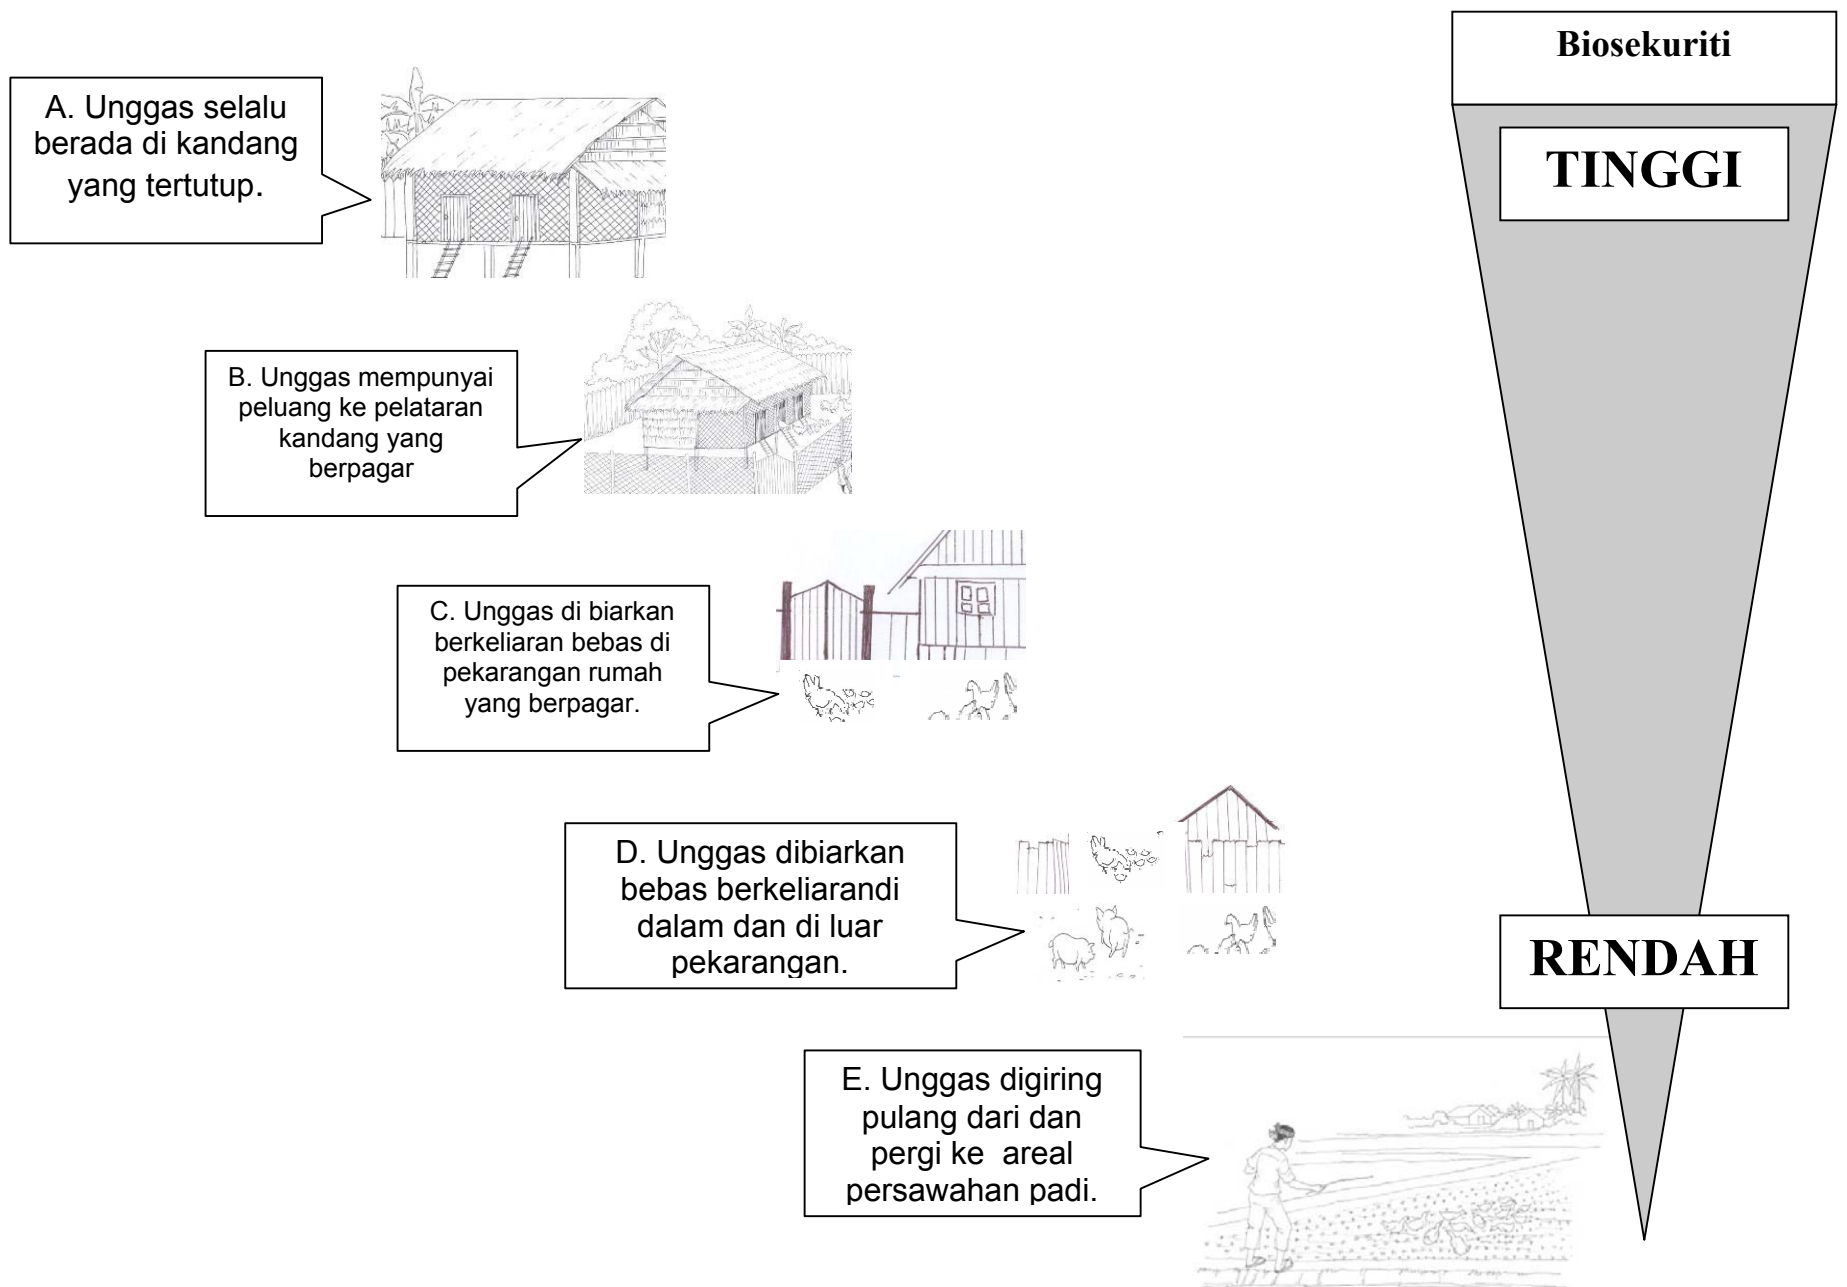 Biosekuriti
TINGGI
A. Unggas selalu
berada di kandang
yang tertutup.
B. Unggas mempunyai
peluang ke pelataran
kandang yang
berpagar
C. Unggas di biarkan
berkeliaran bebas di
pekarangan rumah
yang berpagar.
D. Unggas dibiarkan
bebas berkeliarandi
dalam dan di luar
pekarangan.
RENDAH
E. Unggas digiring
pulang dari dan
pergi ke  areal
persawahan padi.